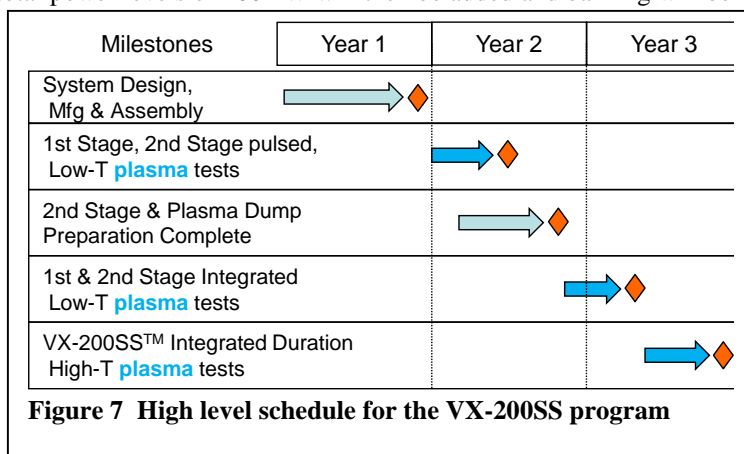 Milestones Year 1 Year 2 Year 3
System Design,
Mfg & Assembly
1st Stage, 2nd Stage pulsed,
Low-T plasma tests
2nd Stage & Plasma Dump
Preparation Complete
1st & 2nd Stage Integrated
Low-T plasma tests
VX-200SS™ Integrated Duration
High-T plasma tests
Figure 7 High level schedule for the VX-200SS program